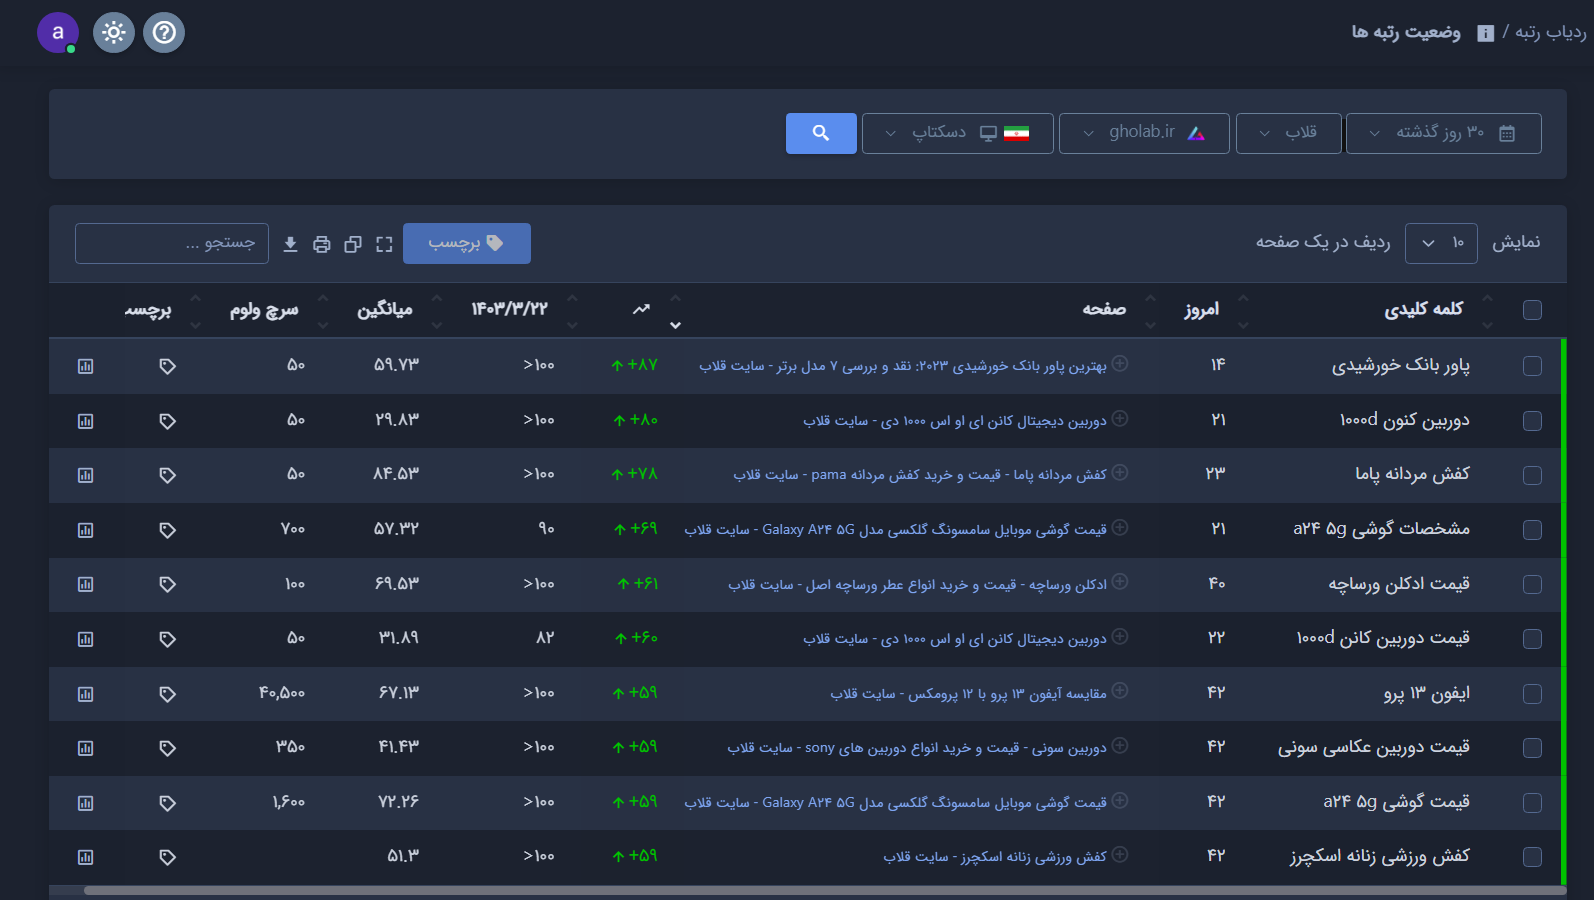 ردیاب رتبه / وضعیت رتبه ها
a
۳۰ روز گذشته قلاب gholab.ir دسکتاپ
نمایش ۱۰ ردیف در یک صفحه برچسب جستجو ...
کلمه کلیدی امروز صفحه ۱۴۰۳/۳/۲۲ میانگین سرچ ولوم برچسب
پاور بانک خورشیدی ۱۴ بهترین پاور بانک خورشیدی ۲۰۲۳: نقد و بررسی ۷ مدل برتر - سایت قلاب +۸۷ >۱۰۰ ۵۹.۷۳ ۵۰
دوربین کنون ۱۰۰۰d ۲۱ دوربین دیجیتال کانن ای او اس ۱۰۰۰ دی - سایت قلاب +۸۰ >۱۰۰ ۲۹.۸۳ ۵۰
کفش مردانه پاما ۲۳ کفش مردانه پاما - قیمت و خرید کفش مردانه pama - سایت قلاب +۷۸ >۱۰۰ ۸۴.۵۳ ۵۰
مشخصات گوشی a۲۴ ۵g ۲۱ قیمت گوشی موبایل سامسونگ گلکسی مدل Galaxy A۲۴ ۵G - سایت قلاب +۶۹ ۹۰ ۵۷.۳۲ ۷۰۰
قیمت ادکلن ورساچه ۴۰ ادکلن ورساچه - قیمت و خرید انواع عطر ورساچه اصل - سایت قلاب +۶۱ >۱۰۰ ۶۹.۵۳ ۱۰۰
قیمت دوربین کانن ۱۰۰۰d ۲۲ دوربین دیجیتال کانن ای او اس ۱۰۰۰ دی - سایت قلاب +۶۰ ۸۲ ۳۱.۸۹ ۵۰
ایفون ۱۳ پرو ۴۲ مقایسه آیفون ۱۳ پرو با ۱۲ پرومکس - سایت قلاب +۵۹ >۱۰۰ ۶۷.۱۳ ۴۰,۵۰۰
قیمت دوربین عکاسی سونی ۴۲ دوربین سونی - قیمت و خرید انواع دوربین های sony - سایت قلاب +۵۹ >۱۰۰ ۴۱.۴۳ ۳۵۰
قیمت گوشی a۲۴ ۵g ۴۲ قیمت گوشی موبایل سامسونگ گلکسی مدل Galaxy A۲۴ ۵G - سایت قلاب +۵۹ >۱۰۰ ۷۲.۲۶ ۱,۶۰۰
کفش ورزشی زنانه اسکچرز ۴۲ کفش ورزشی زنانه اسکچرز - سایت قلاب +۵۹ >۱۰۰ ۵۱.۳